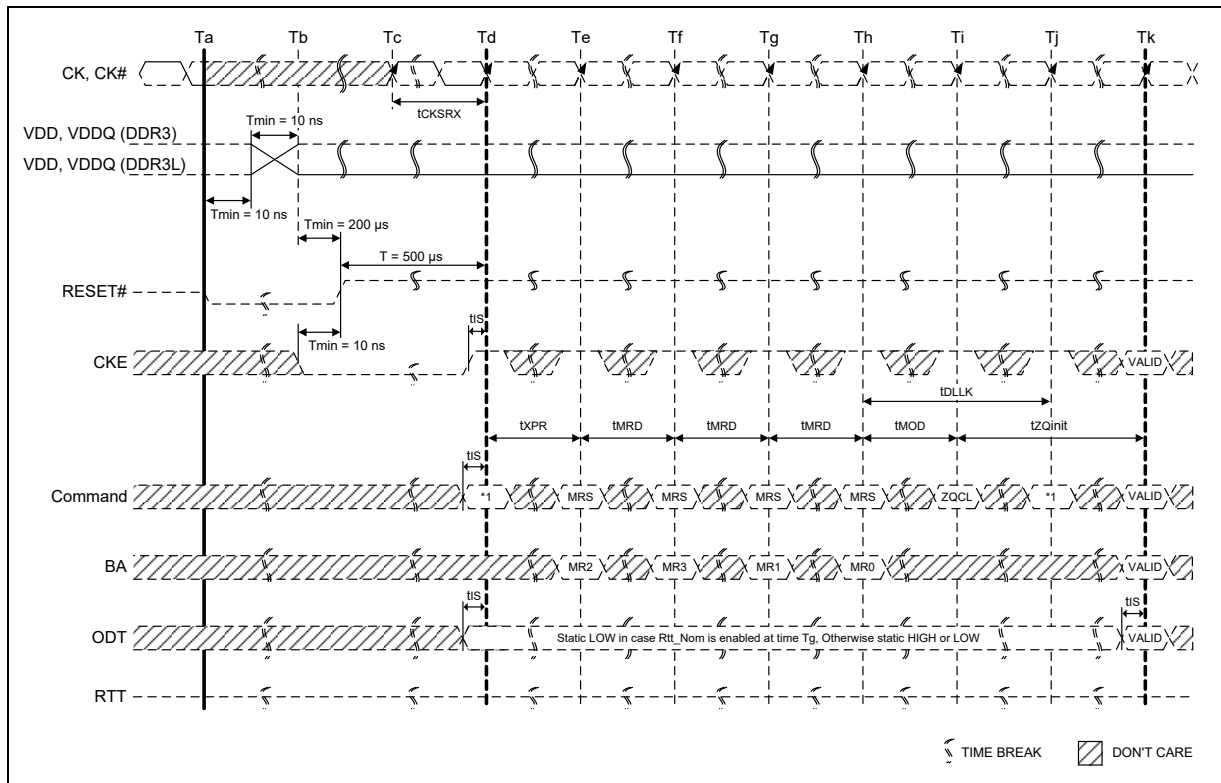 Ta Tb Tc Td Te Tf Tg Th Ti Tj Tk
CK, CK#
tCKSRX
Tmin = 10 ns
VDD, VDDQ (DDR3)
VDD, VDDQ (DDR3L)
Tmin = 10 ns
Tmin = 200 µs
T = 500 µs
RESET#
tIS
Tmin = 10 ns
CKE
VALID
tDLLK
tXPR tMRD tMRD tMRD tMOD tZQinit
tIS
Command *1 MRS MRS MRS MRS ZQCL *1 VALID
BA MR2 MR3 MR1 MR0 VALID
tIS tIS
ODT Static LOW in case Rtt_Nom is enabled at time Tg, Otherwise static HIGH or LOW VALID
RTT
TIME BREAK DON'T CARE